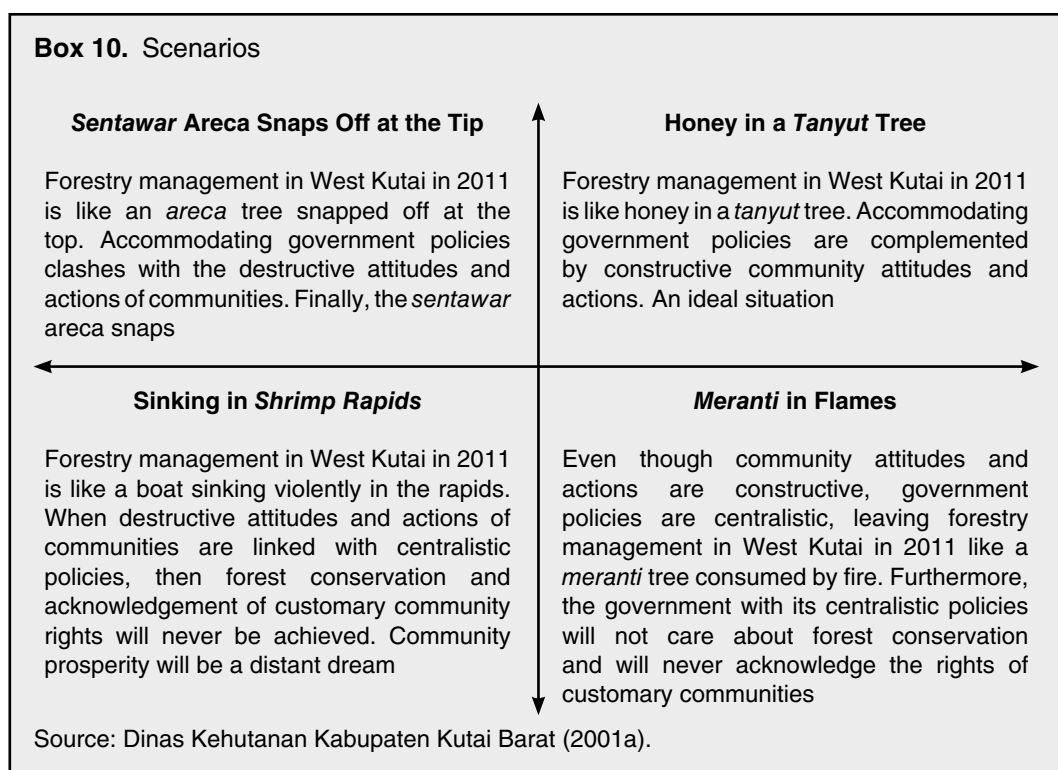 Box 10. Scenarios
Sentawar Areca Snaps Off at the Tip
Forestry management in West Kutai in 2011
is like an areca tree snapped off at the
top. Accommodating government policies
clashes with the destructive attitudes and
actions of communities. Finally, the sentawar
areca snaps
Honey in a Tanyut Tree
Forestry management in West Kutai in 2011
is like honey in a tanyut tree. Accommodating
government policies are complemented
by constructive community attitudes and
actions. An ideal situation
Sinking in Shrimp Rapids
Forestry management in West Kutai in 2011
is like a boat sinking violently in the rapids.
When destructive attitudes and actions of
communities are linked with centralistic
policies, then forest conservation and
acknowledgement of customary community
rights will never be achieved. Community
prosperity will be a distant dream
Meranti in Flames
Even though community attitudes and
actions are constructive, government
policies are centralistic, leaving forestry
management in West Kutai in 2011 like a
meranti tree consumed by fire. Furthermore,
the government with its centralistic policies
will not care about forest conservation
and will never acknowledge the rights of
customary communities
Source: Dinas Kehutanan Kabupaten Kutai Barat (2001a).